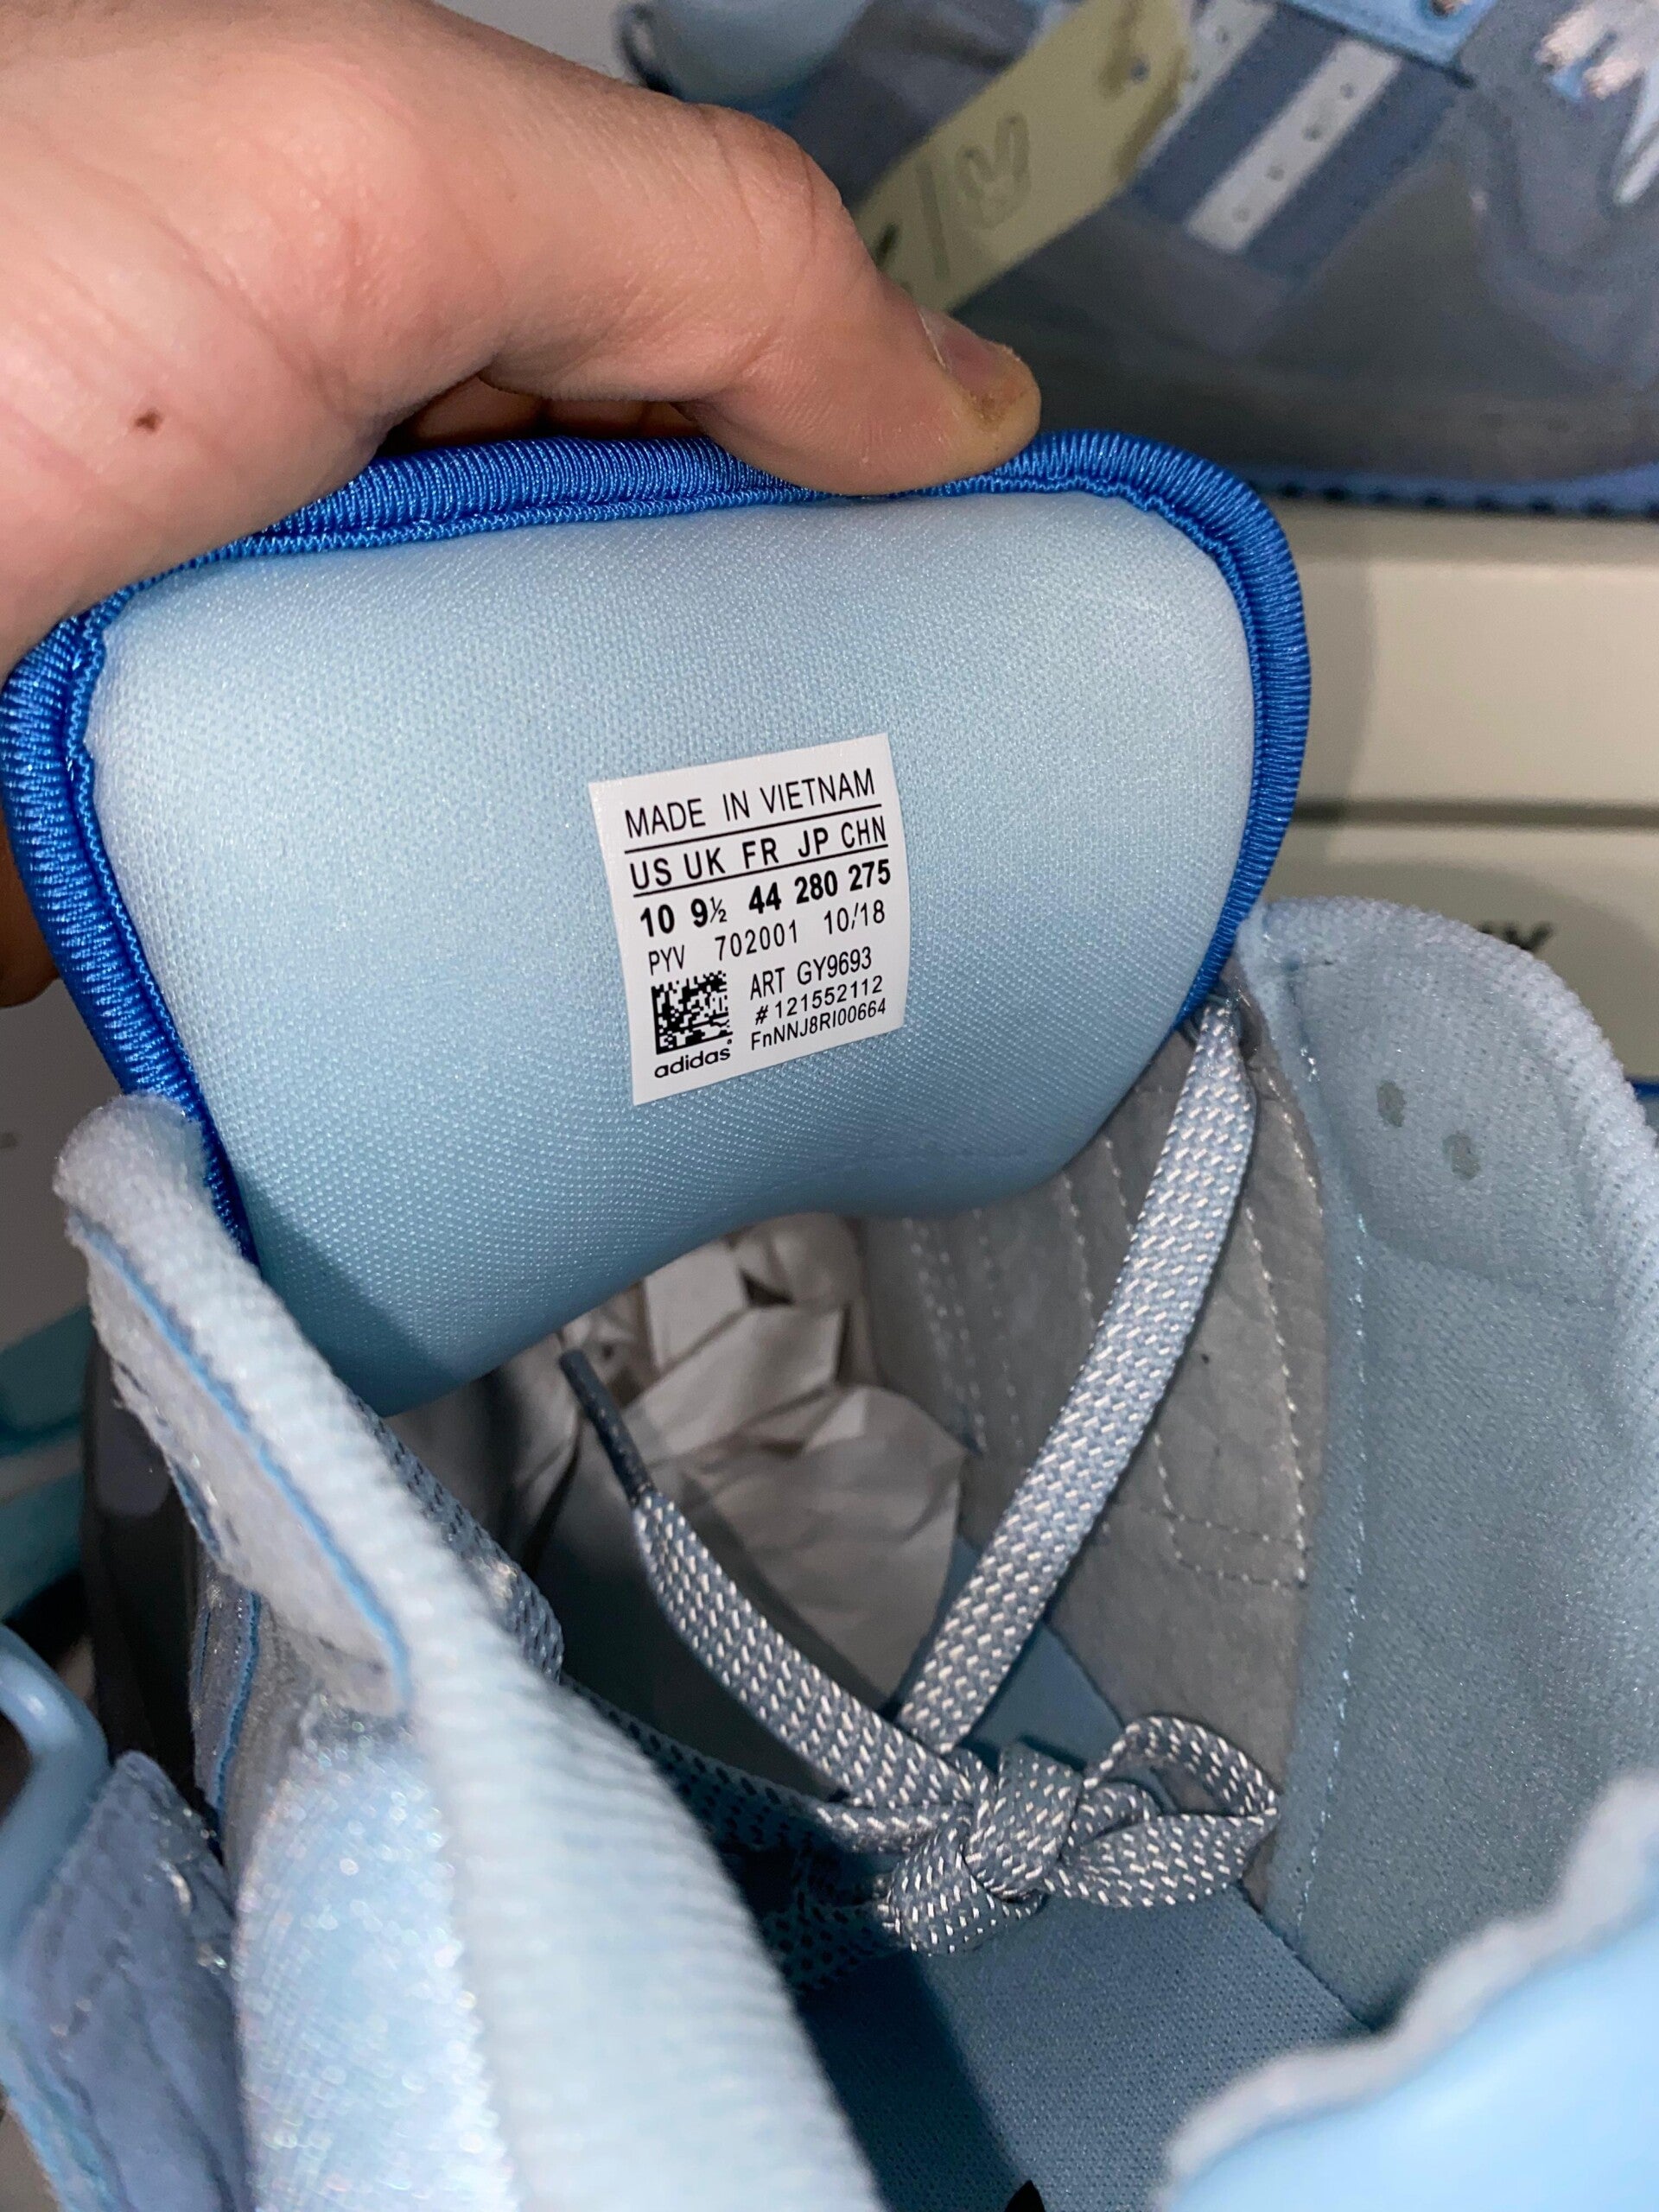 MADE IN VIETNAM
US UK FR JP CHN
10 9½ 44 280 275
PYV 702001 10/18
ART GY9693
#121552112
FnNNJ8RI00664
adidas